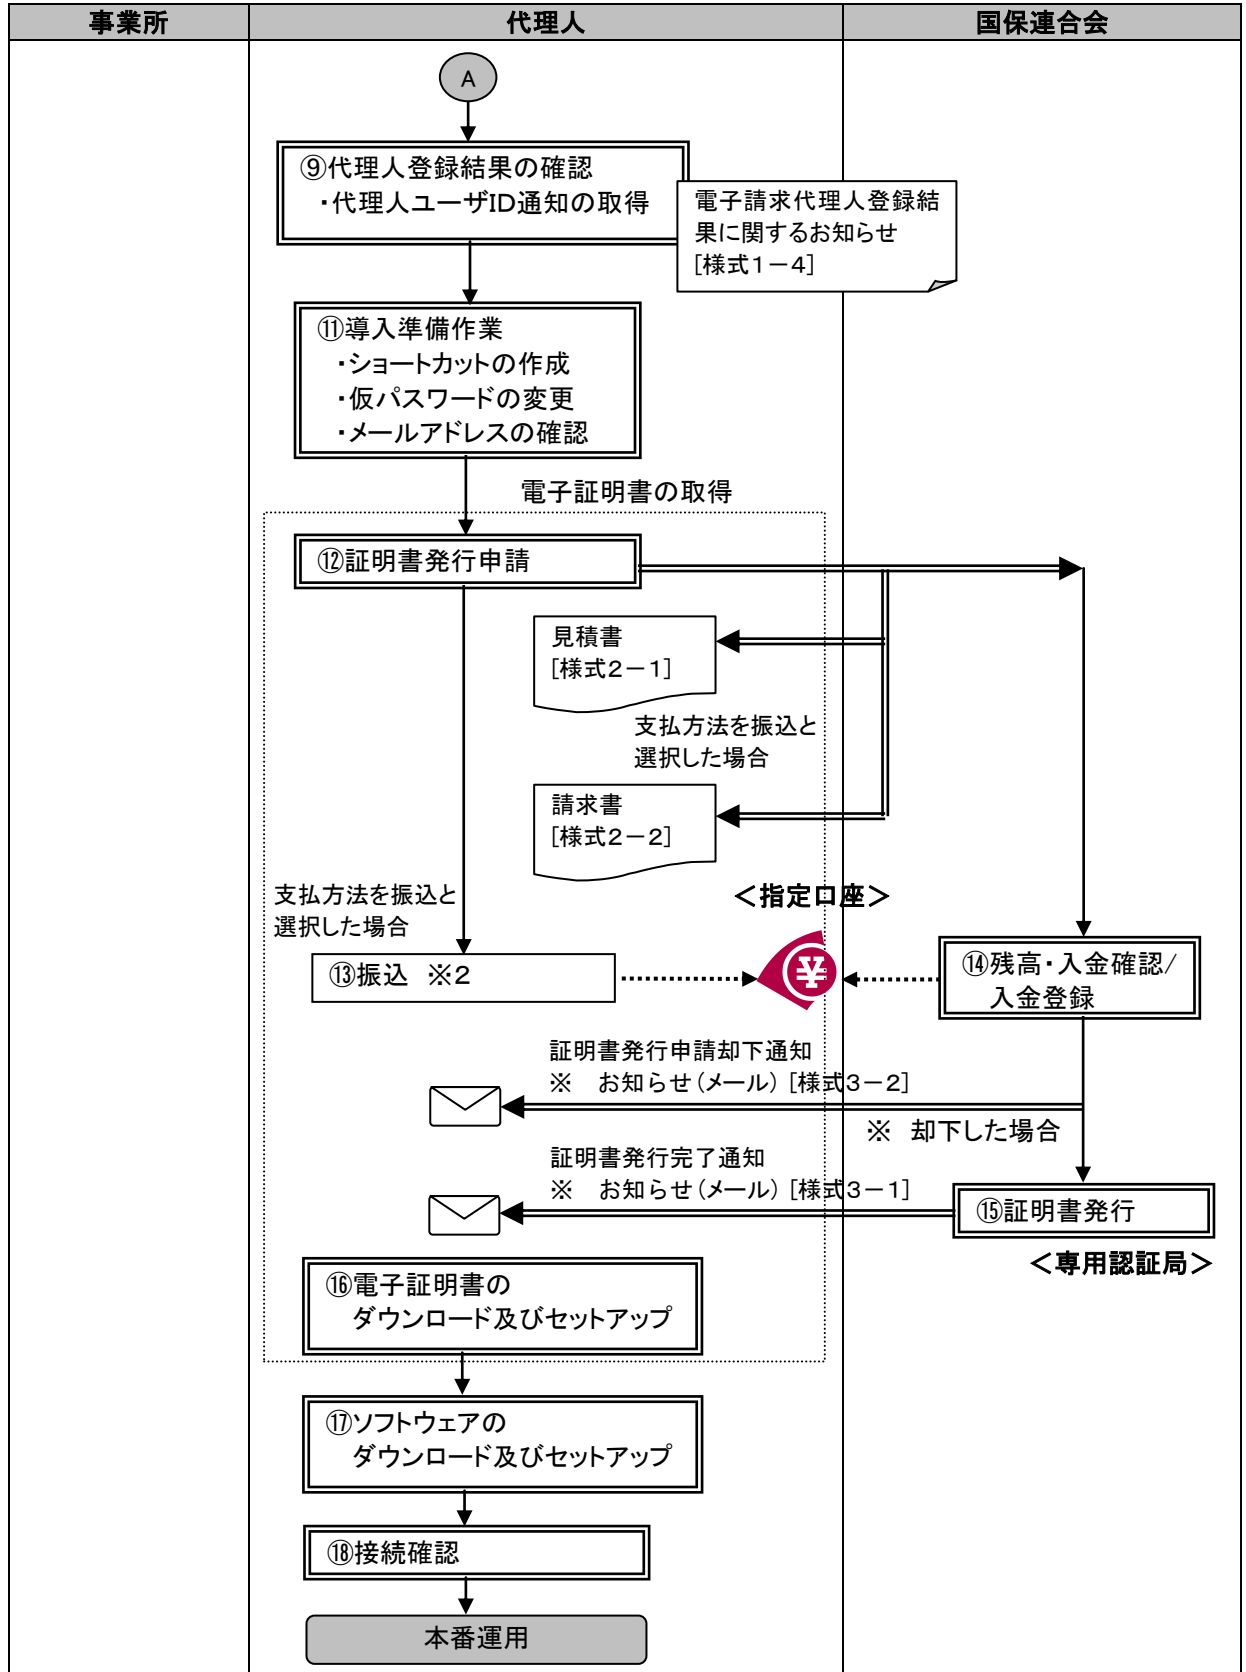 事業所
代理人
国保連合会
A
⑨代理人登録結果の確認
・代理人ユーザID通知の取得
電子請求代理人登録結
果に関するお知らせ
[様式1－4]
⑪導入準備作業
・ショートカットの作成
・仮パスワードの変更
・メールアドレスの確認
電子証明書の取得
⑫証明書発行申請
見積書
[様式2－1]
支払方法を振込と
選択した場合
請求書
[様式2－2]
支払方法を振込と
選択した場合
＜指定口座＞
⑬振込 ※2
¥
⑭残高・入金確認/
入金登録
証明書発行申請却下通知
※ お知らせ(メール) [様式3－2]
※ 却下した場合
証明書発行完了通知
※ お知らせ(メール) [様式3－1]
⑮証明書発行
＜専用認証局＞
⑯電子証明書の
ダウンロード及びセットアップ
⑰ソフトウェアの
ダウンロード及びセットアップ
⑱接続確認
本番運用